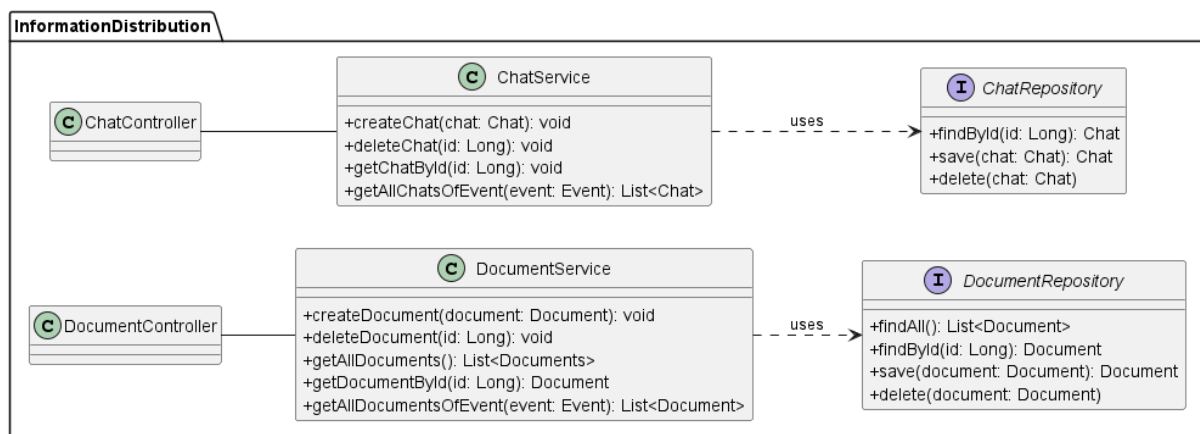 InformationDistribution
C ChatController
C ChatService
+createChat(chat: Chat): void
+deleteChat(id: Long): void
+getChatById(id: Long): void
+getAllChatsOfEvent(event: Event): List<Chat>
uses
I ChatRepository
+findById(id: Long): Chat
+save(chat: Chat): Chat
+delete(chat: Chat)
C DocumentController
C DocumentService
+createDocument(document: Document): void
+deleteDocument(id: Long): void
+getAllDocuments(): List<Documents>
+getDocumentById(id: Long): Document
+getAllDocumentsOfEvent(event: Event): List<Document>
uses
I DocumentRepository
+findAll(): List<Document>
+findById(id: Long): Document
+save(document: Document): Document
+delete(document: Document)